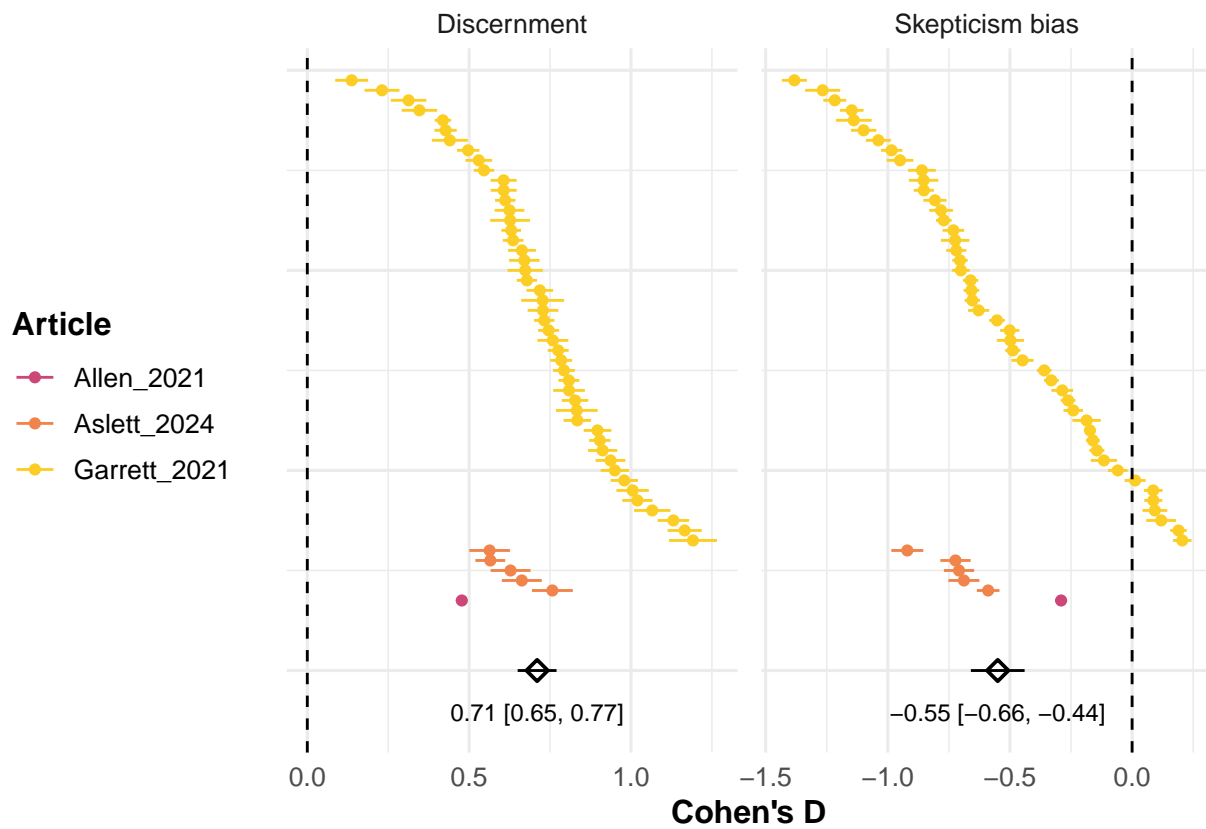 Discernment
Skepticism bias
Article
Allen_2021
Aslett_2024
Garrett_2021
0.71 [0.65, 0.77]
−0.55 [−0.66, −0.44]
0.0 0.5 1.0
−1.5 −1.0 −0.5 0.0
Cohen's D